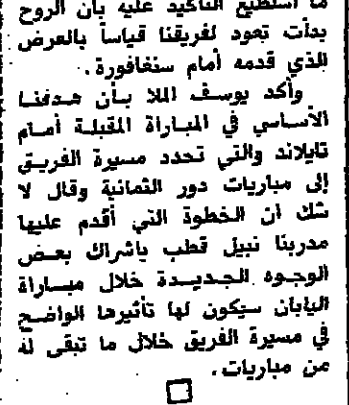 ما استطيع التأكيد عليه بأن الروح
بدأت تعود لفريقنا قياساً بالعرض
الذي قدمه أمام سنغافورة.
وأكد يوسف الملا بأن هدفنا
الأساسي في المباراة المقبلة أمام
تايلاند والتي تحدد مسيرة الفريق
إلى مباريات دور الثمانية وقال لا
شك ان الخطوة التي أقدم عليها
مدربنا نبيل قطب باشراك بعض
الوجوه الجديدة خلال مباراة
اليابان سيكون لها تأثيرها الواضح
في مسيرة الفريق خلال ما تبقى له
من مباريات.